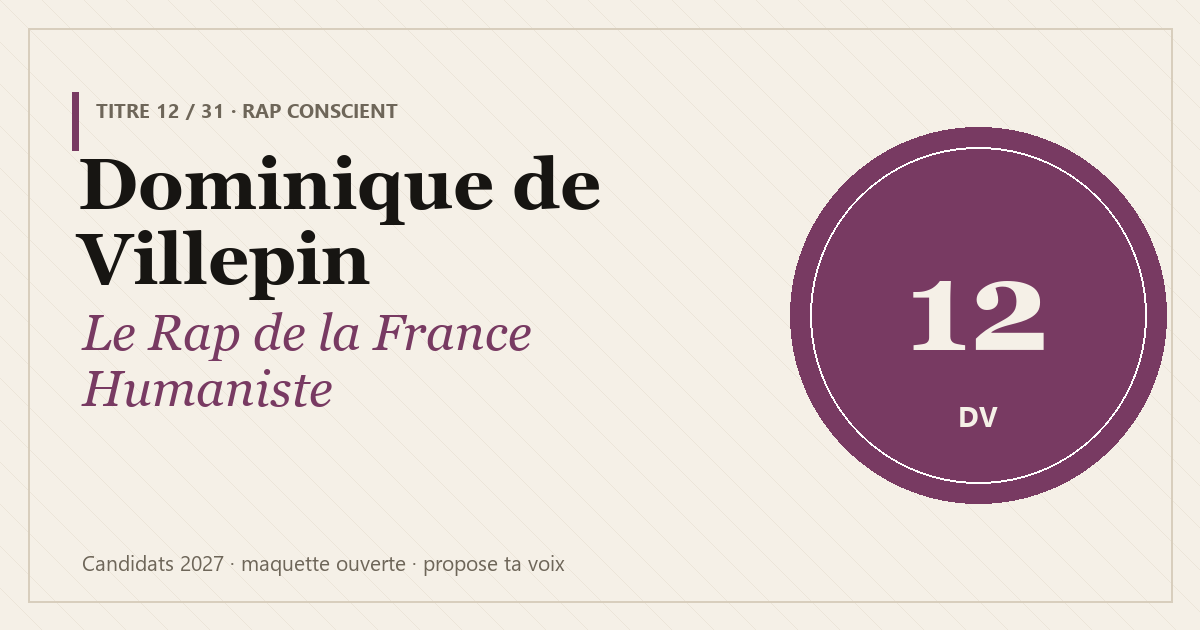 TITRE 12 / 31 · RAP CONSCIENT
Dominique de
Villepin
Le Rap de la France
Humaniste
12
DV
Candidats 2027 · maquette ouverte · propose ta voix